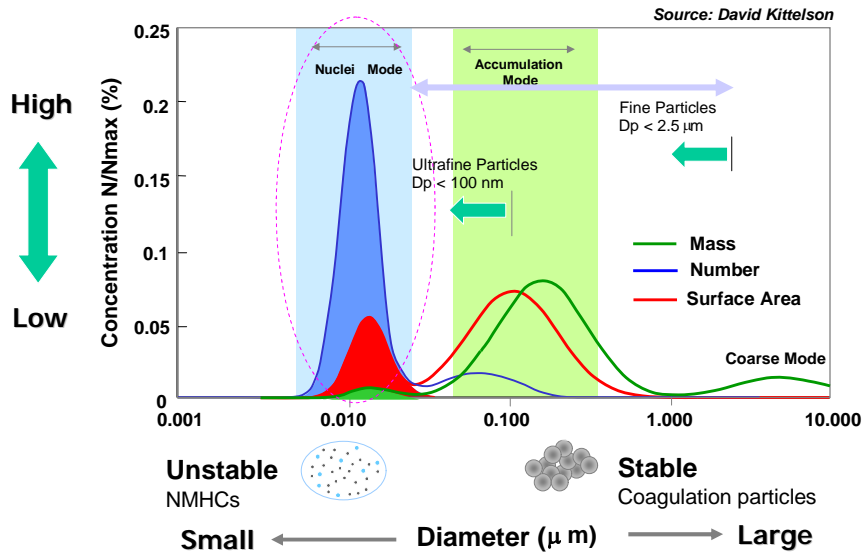 Source: David Kittelson
0.25
0.2
0.15
0.1
0.05
0
Concentration N/Nmax (%)
High
Low
Nuclei Mode
Accumulation
Mode
Fine Particles
Dp < 2.5 μm
Ultrafine Particles
Dp < 100 nm
Mass
Number
Surface Area
Coarse Mode
0.001 0.010 0.100 1.000 10.000
Unstable
NMHCs
Stable
Coagulation particles
Small Diameter (μ m) Large